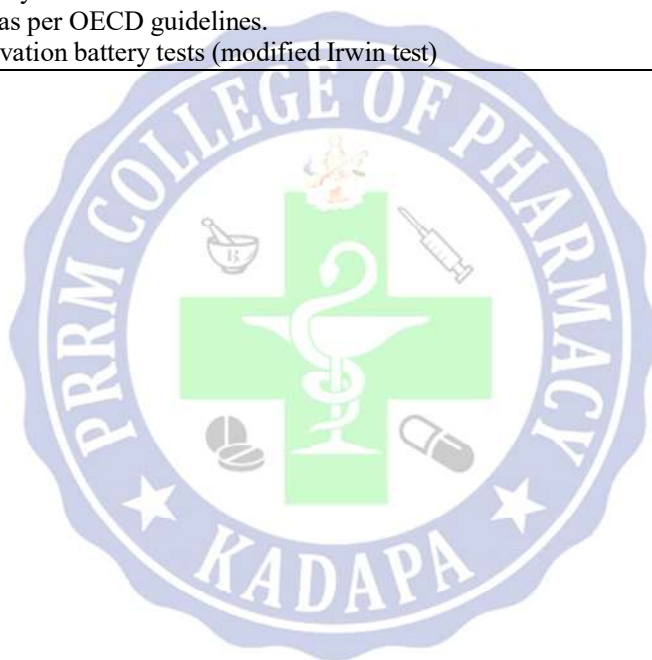 as per OECD guidelines.
vation battery tests (modified Irwin test)
PRRM COLLEGE OF PHARMACY
KADAPA